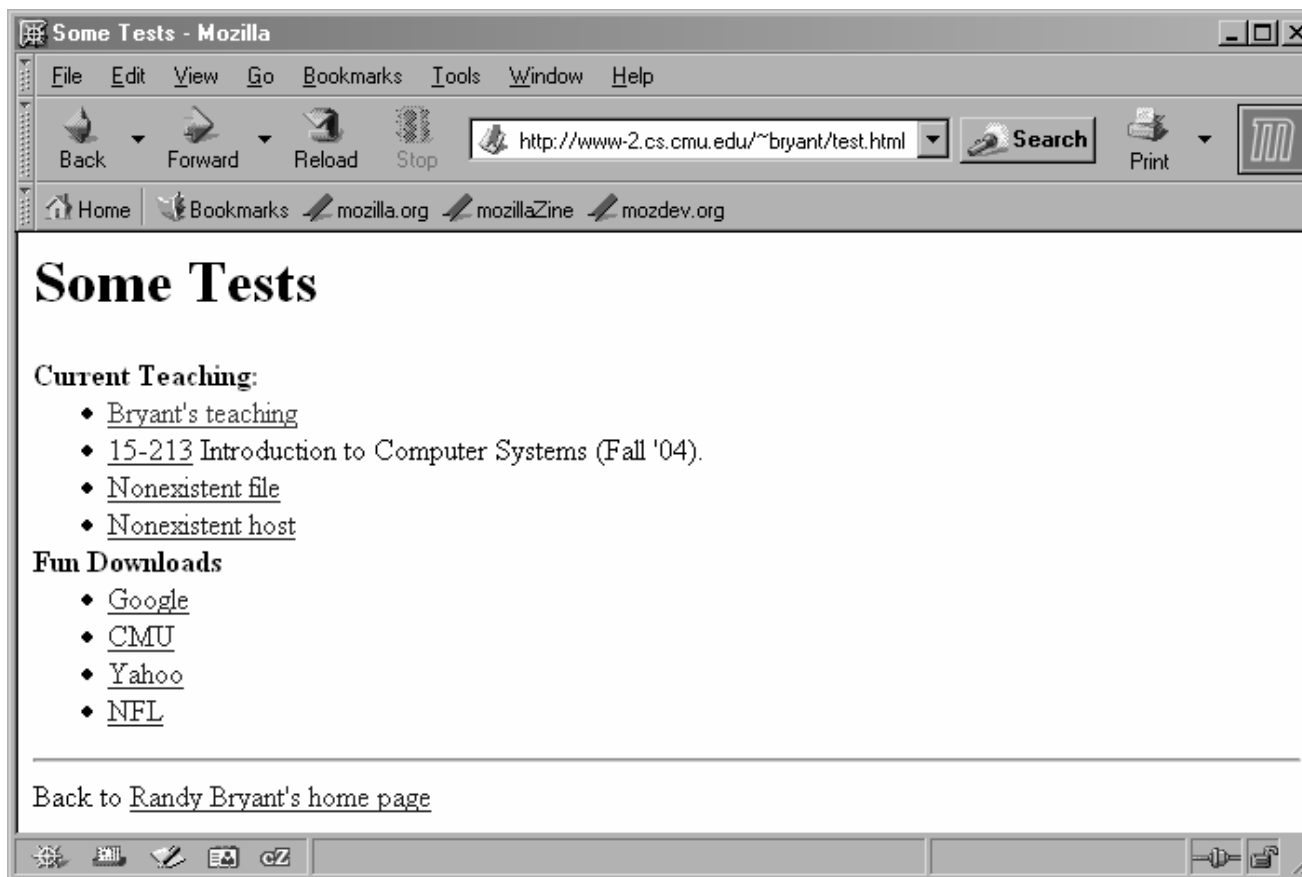 Some Tests - Mozilla
File Edit View Go Bookmarks Tools Window Help
http://www-2.cs.cmu.edu/~bryant/test.html Search
Back Forward Reload Stop Print
Home Bookmarks mozilla.org mozillaZine mozdev.org
Some Tests
Current Teaching:
• Bryant's teaching
• 15-213 Introduction to Computer Systems (Fall '04).
• Nonexistent file
• Nonexistent host
Fun Downloads
• Google
• CMU
• Yahoo
• NFL
Back to Randy Bryant's home page
cZ